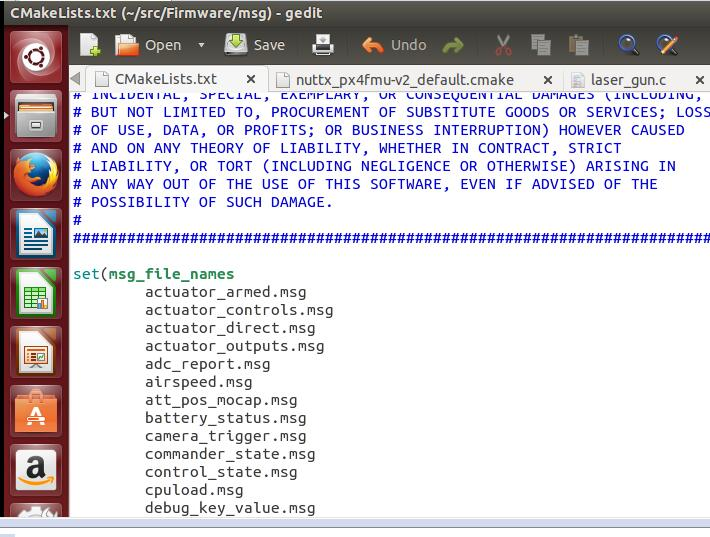 CMakeLists.txt (~/src/Firmware/msg) - gedit
Open Save Undo
CMakeLists.txt × nuttx_px4fmu-v2_default.cmake × laser_gun.c ×
# INCIDENTAL, SPECIAL, EXEMPLARY, OR CONSEQUENTIAL DAMAGES (INCLUDING,
# BUT NOT LIMITED TO, PROCUREMENT OF SUBSTITUTE GOODS OR SERVICES; LOSS
# OF USE, DATA, OR PROFITS; OR BUSINESS INTERRUPTION) HOWEVER CAUSED
# AND ON ANY THEORY OF LIABILITY, WHETHER IN CONTRACT, STRICT
# LIABILITY, OR TORT (INCLUDING NEGLIGENCE OR OTHERWISE) ARISING IN
# ANY WAY OUT OF THE USE OF THIS SOFTWARE, EVEN IF ADVISED OF THE
# POSSIBILITY OF SUCH DAMAGE.
#
#######################################################################
set(msg_file_names
actuator_armed.msg
actuator_controls.msg
actuator_direct.msg
actuator_outputs.msg
adc_report.msg
airspeed.msg
att_pos_mocap.msg
battery_status.msg
camera_trigger.msg
commander_state.msg
control_state.msg
cpuload.msg
debug_key_value.msg